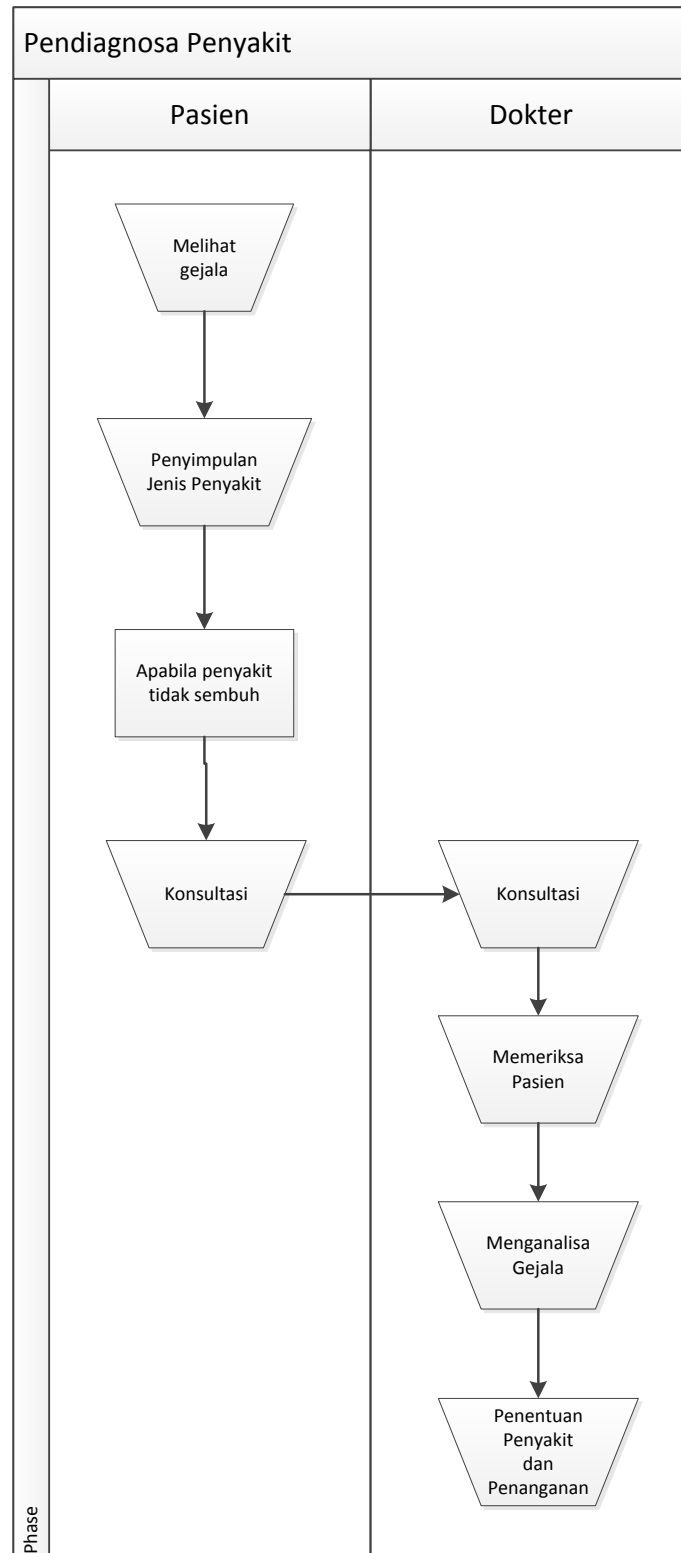 Pendiagnosa Penyakit
Pasien
Dokter
Melihat
gejala
Penyimpulan
Jenis Penyakit
Apabila penyakit
tidak sembuh
Konsultasi
Konsultasi
Memeriksa
Pasien
Menganalisa
Gejala
Penentuan
Penyakit
dan
Penanganan
Phase